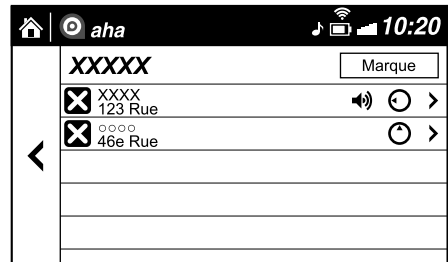 aha 10:20
XXXXX Marque
XXXX
123 Rue
○○○○
46e Rue